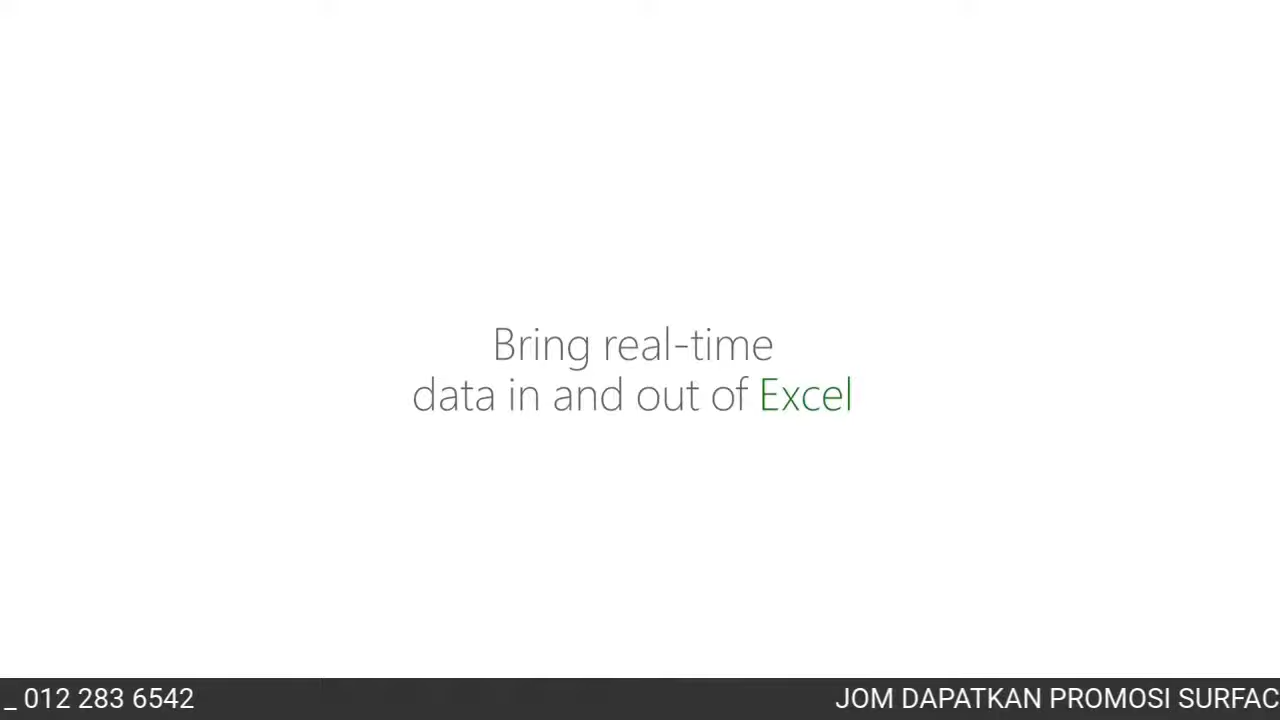 Bring real-time
data in and out of Excel
_ 012 283 6542
JOM DAPATKAN PROMOSI SURFAC